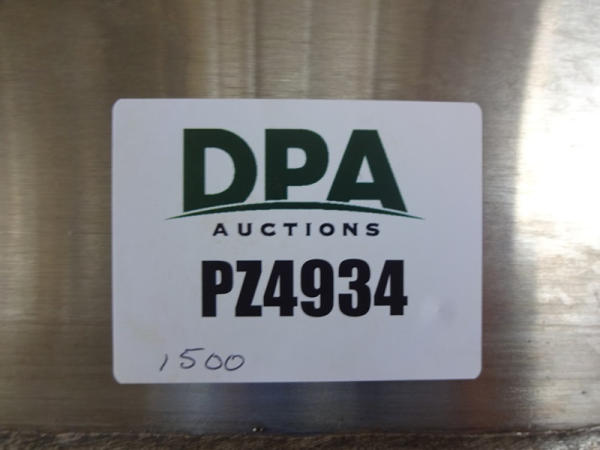 DPA
AUCTIONS
PZ4934
1500